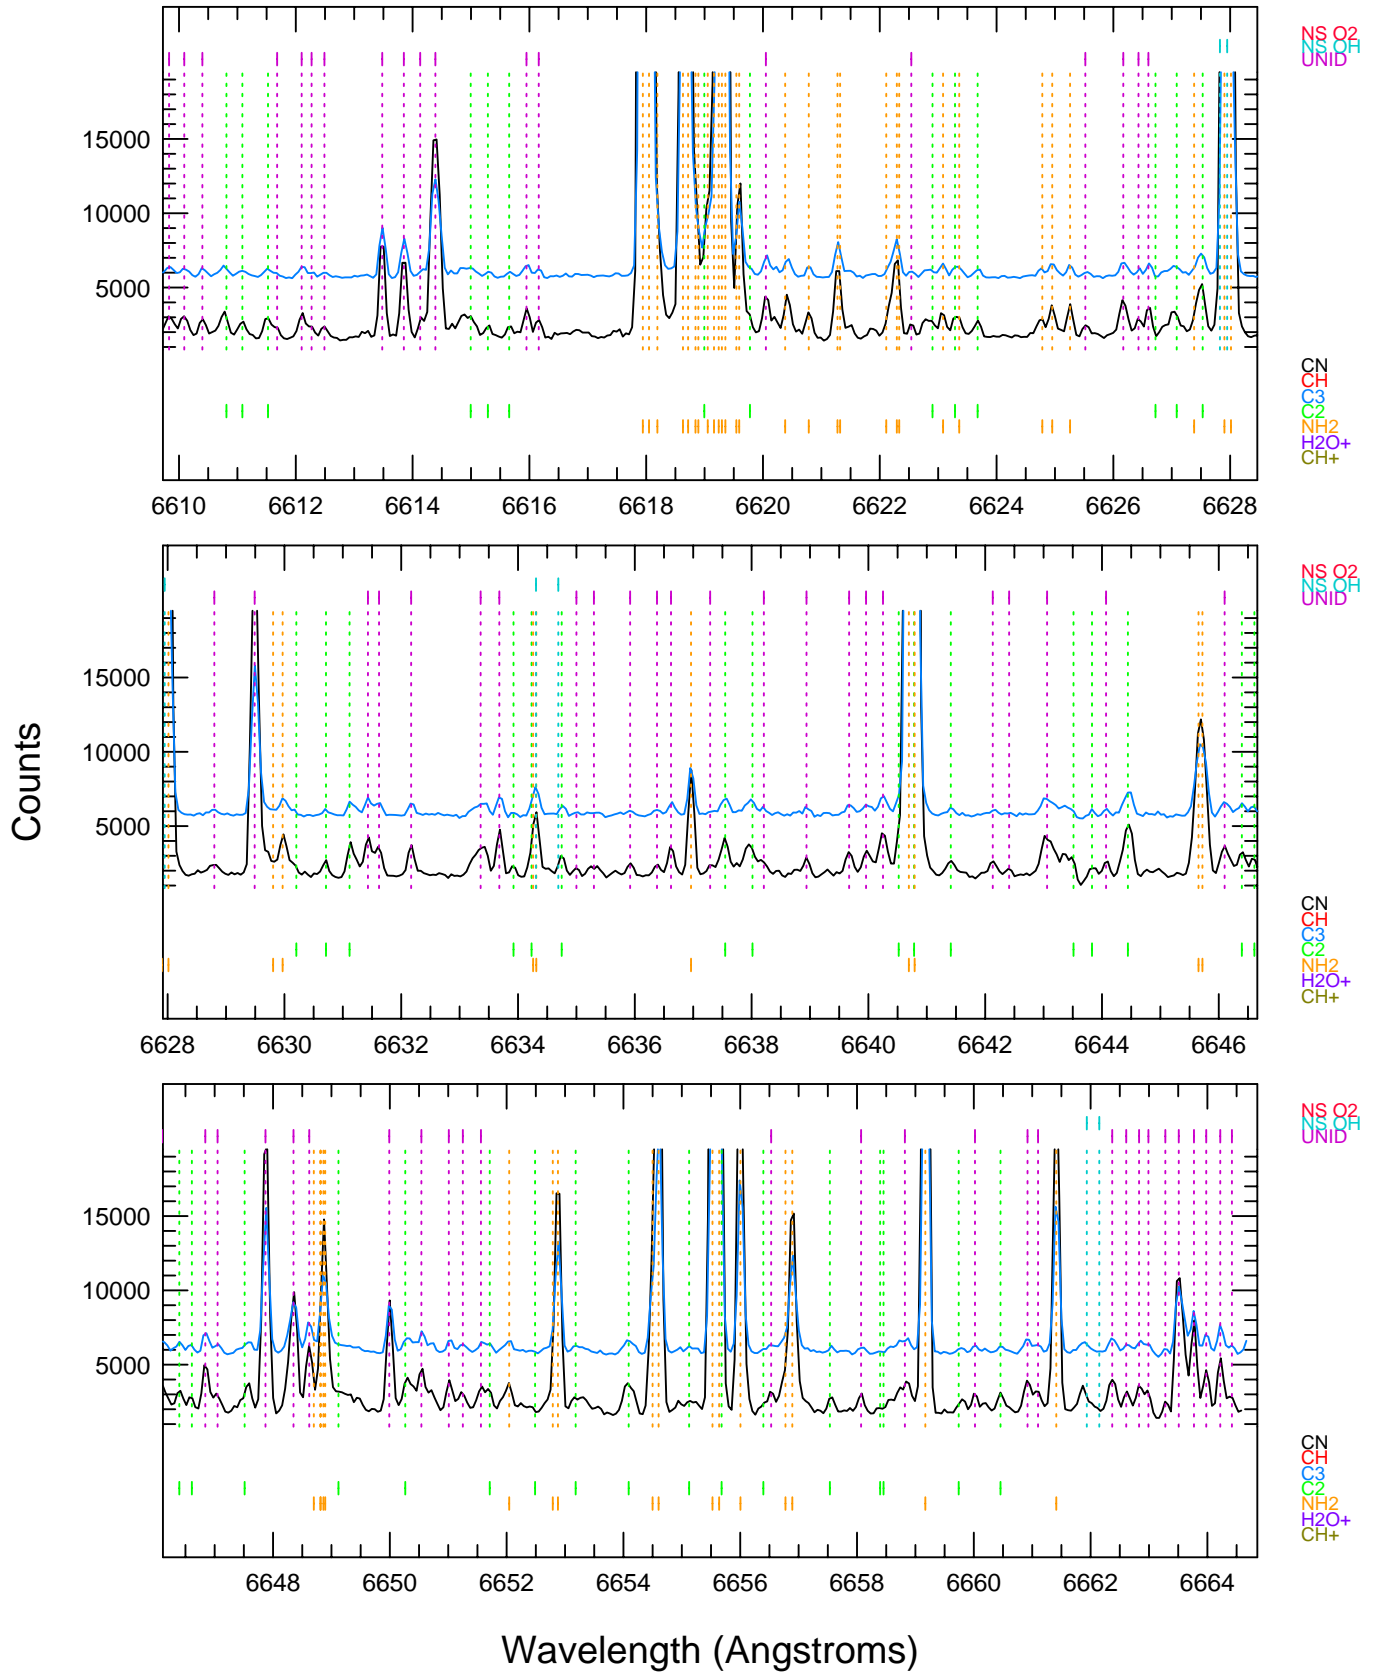 NS O2
NS OH
UNID
15000
10000
5000
CN
CH
C3
C2
NH2
H2O+
CH+
6610 6612 6614 6616 6618 6620 6622 6624 6626 6628
NS O2
NS OH
UNID
15000
10000
5000
Counts
CN
CH
C3
C2
NH2
H2O+
CH+
6628 6630 6632 6634 6636 6638 6640 6642 6644 6646
NS O2
NS OH
UNID
15000
10000
5000
CN
CH
C3
C2
NH2
H2O+
CH+
6648 6650 6652 6654 6656 6658 6660 6662 6664
Wavelength (Angstroms)